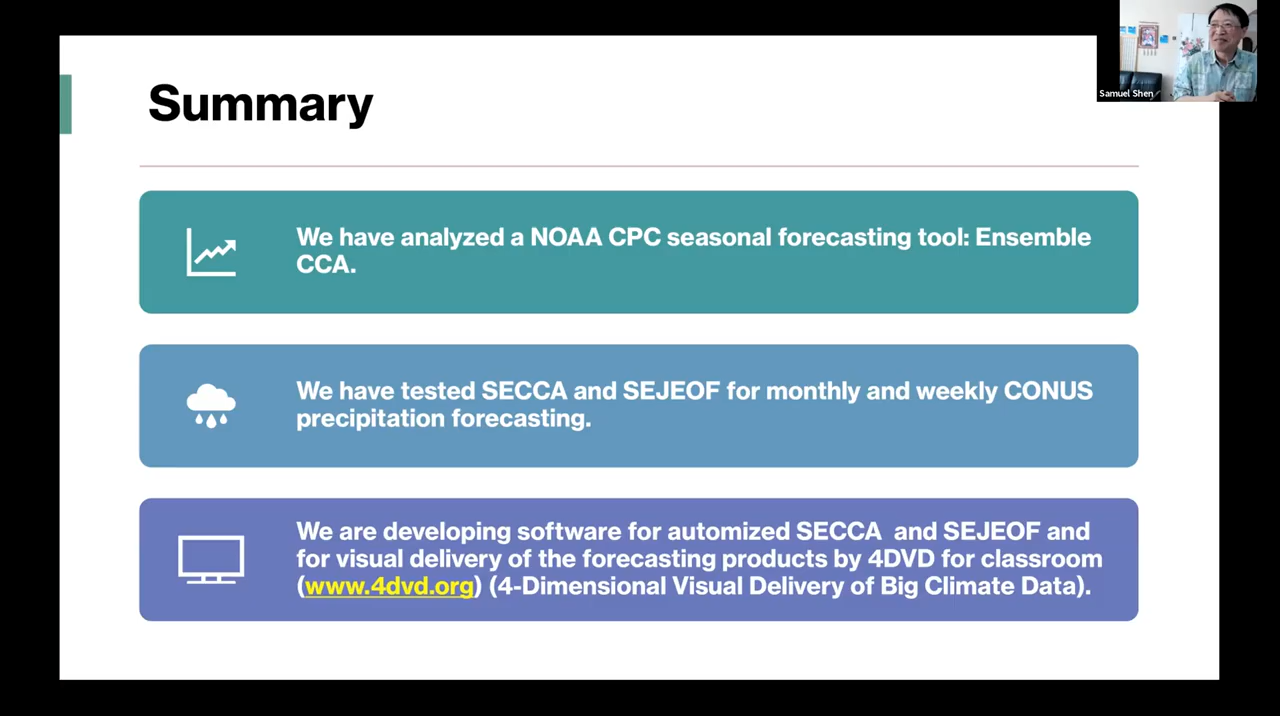 Samuel Shen
Summary
We have analyzed a NOAA CPC seasonal forecasting tool: Ensemble
CCA.
We have tested SECCA and SEJEOF for monthly and weekly CONUS
precipitation forecasting.
We are developing software for automized SECCA and SEJEOF and
for visual delivery of the forecasting products by 4DVD for classroom
(www.4dvd.org) (4-Dimensional Visual Delivery of Big Climate Data).